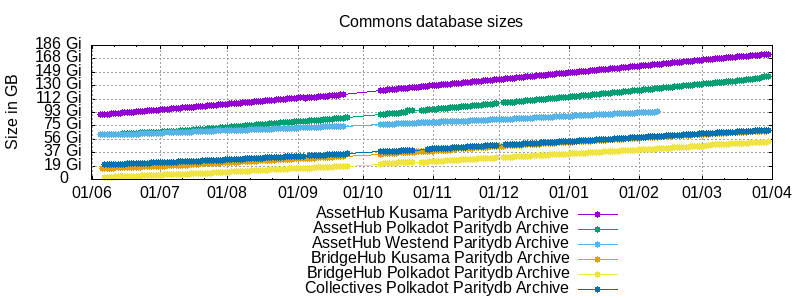 Commons database sizes
Size in GB
186 Gi
168 Gi
149 Gi
130 Gi
112 Gi
93 Gi
75 Gi
56 Gi
37 Gi
19 Gi
0
01/06 01/07 01/08 01/09 01/10 01/11 01/12 01/01 01/02 01/03 01/04
AssetHub Kusama Paritydb Archive
AssetHub Polkadot Paritydb Archive
AssetHub Westend Paritydb Archive
BridgeHub Kusama Paritydb Archive
BridgeHub Polkadot Paritydb Archive
Collectives Polkadot Paritydb Archive